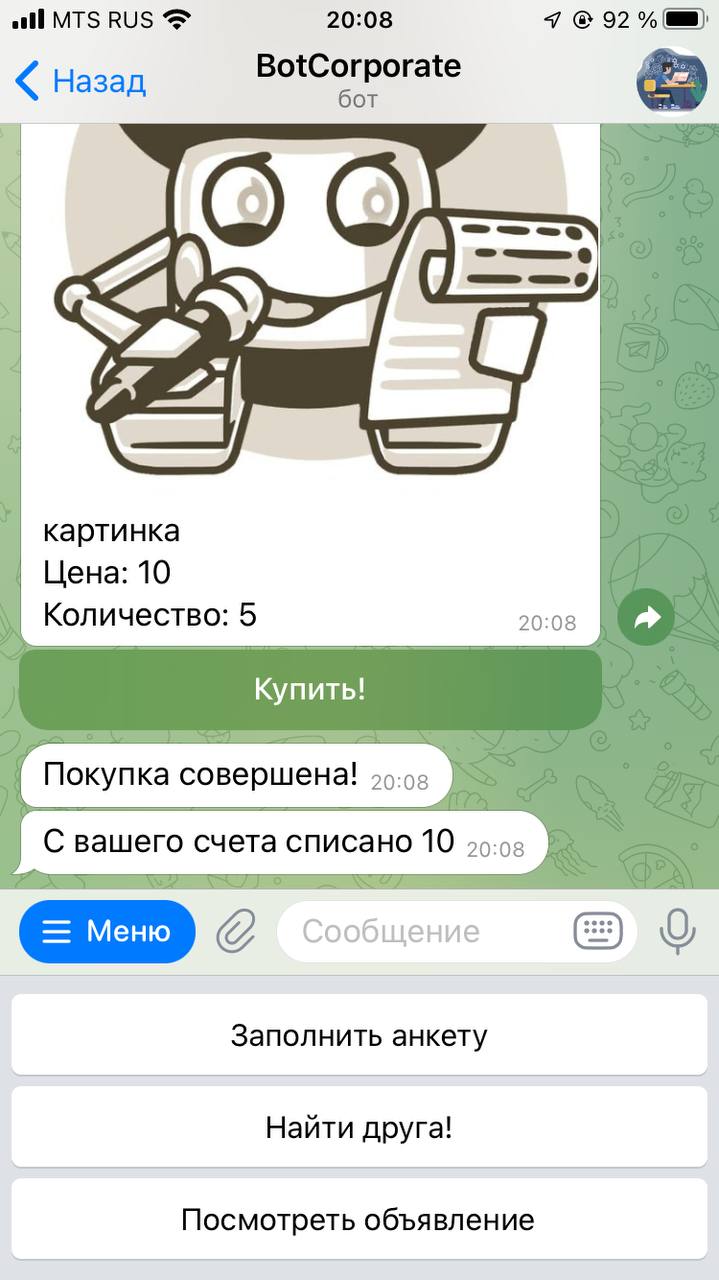 MTS RUS 20:08 92 %
Назад BotCorporate
бот
картинка
Цена: 10
Количество: 5 20:08
Купить!
Покупка совершена! 20:08
С вашего счета списано 10 20:08
Меню Сообщение
Заполнить анкету
Найти друга!
Посмотреть объявление